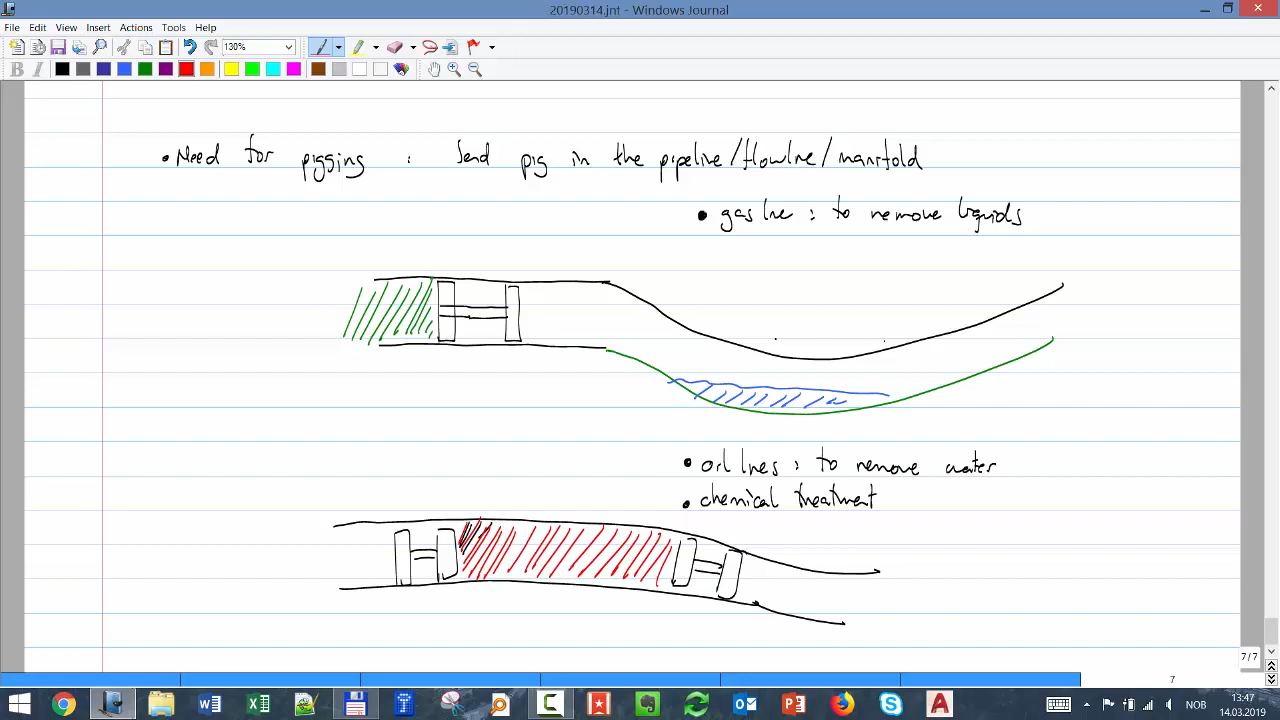 20190314.jnt - Windows Journal
File Edit View Insert Actions Tools Help
130%
B I
• Need for pigging : Send pig in the pipeline/flowline/manifold
• gas line : to remove liquids
• oil lines : to remove water
• chemical treatment
7/7
7
NOB
13:47
14.03.2019